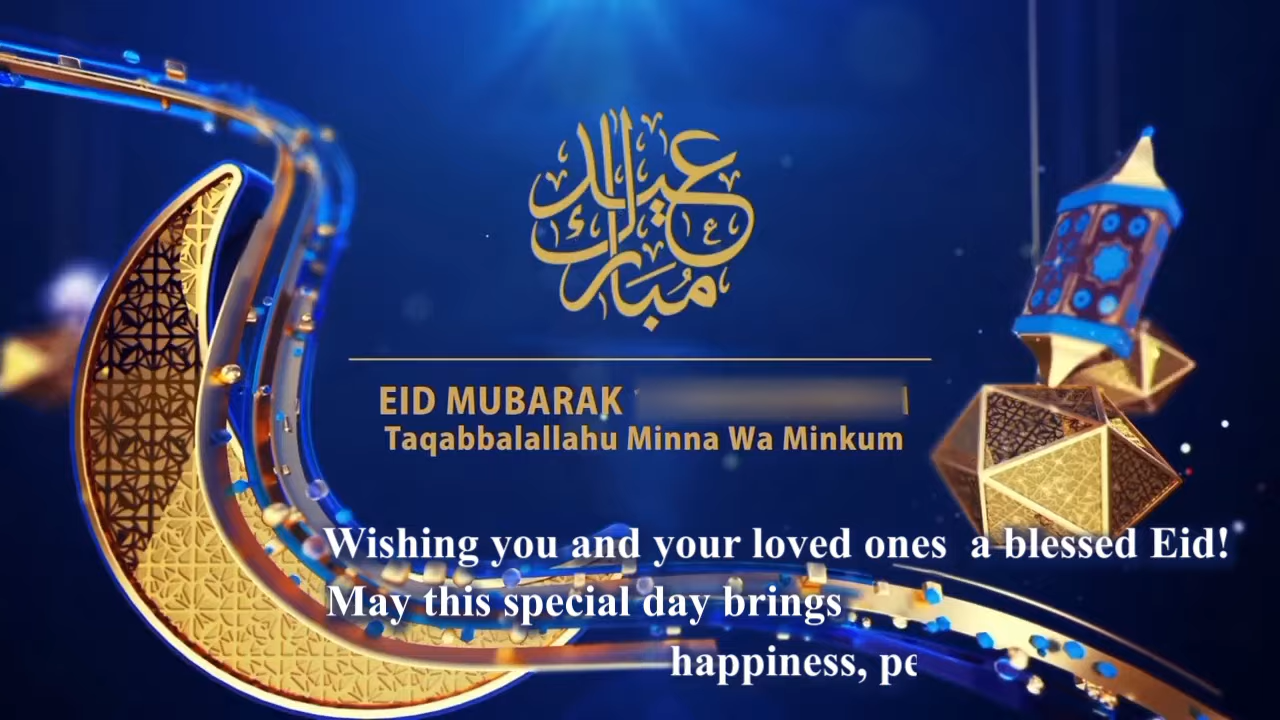 عيد
مبارك
EID MUBARAK
Taqabbalallahu Minna Wa Minkum
Wishing you and your loved ones a blessed Eid!
May this special day brings
happiness,